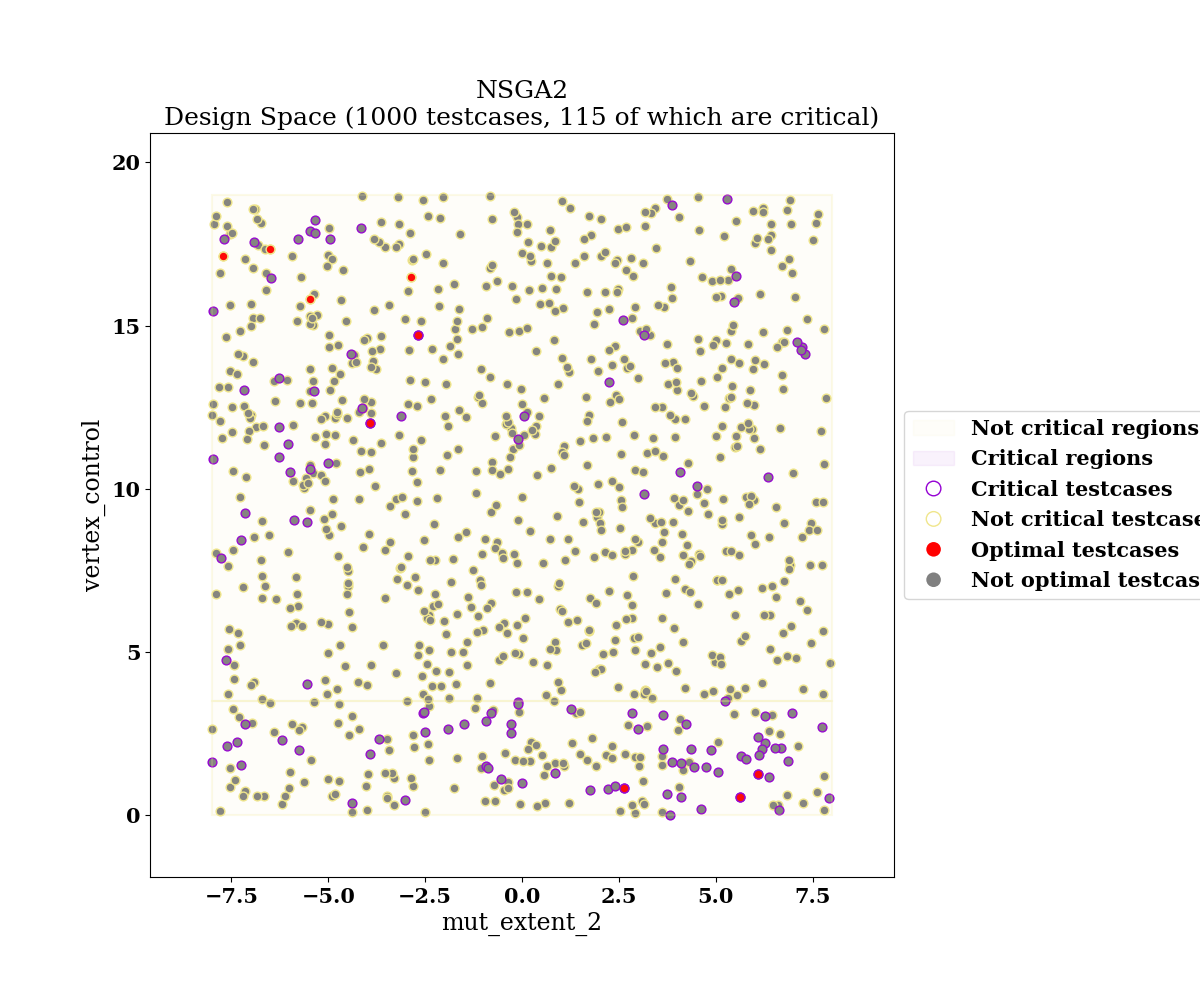 NSGA2
Design Space (1000 testcases, 115 of which are critical)
20
15
10
5
0
vertex_control
−7.5 −5.0 −2.5 0.0 2.5 5.0 7.5
mut_extent_2
Not critical regions
Critical regions
Critical testcases
Not critical testcase
Optimal testcases
Not optimal testcas